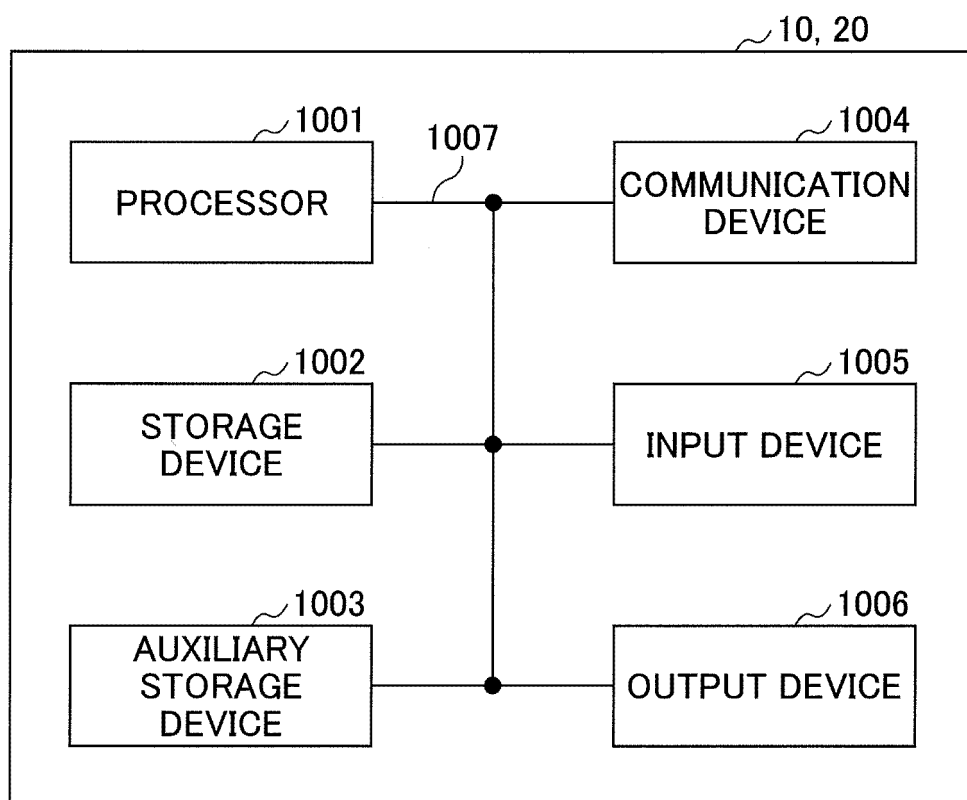 10, 20
1001
PROCESSOR
1007
1004
COMMUNICATION
DEVICE
1002
STORAGE
DEVICE
1005
INPUT DEVICE
1003
AUXILIARY
STORAGE
DEVICE
1006
OUTPUT DEVICE